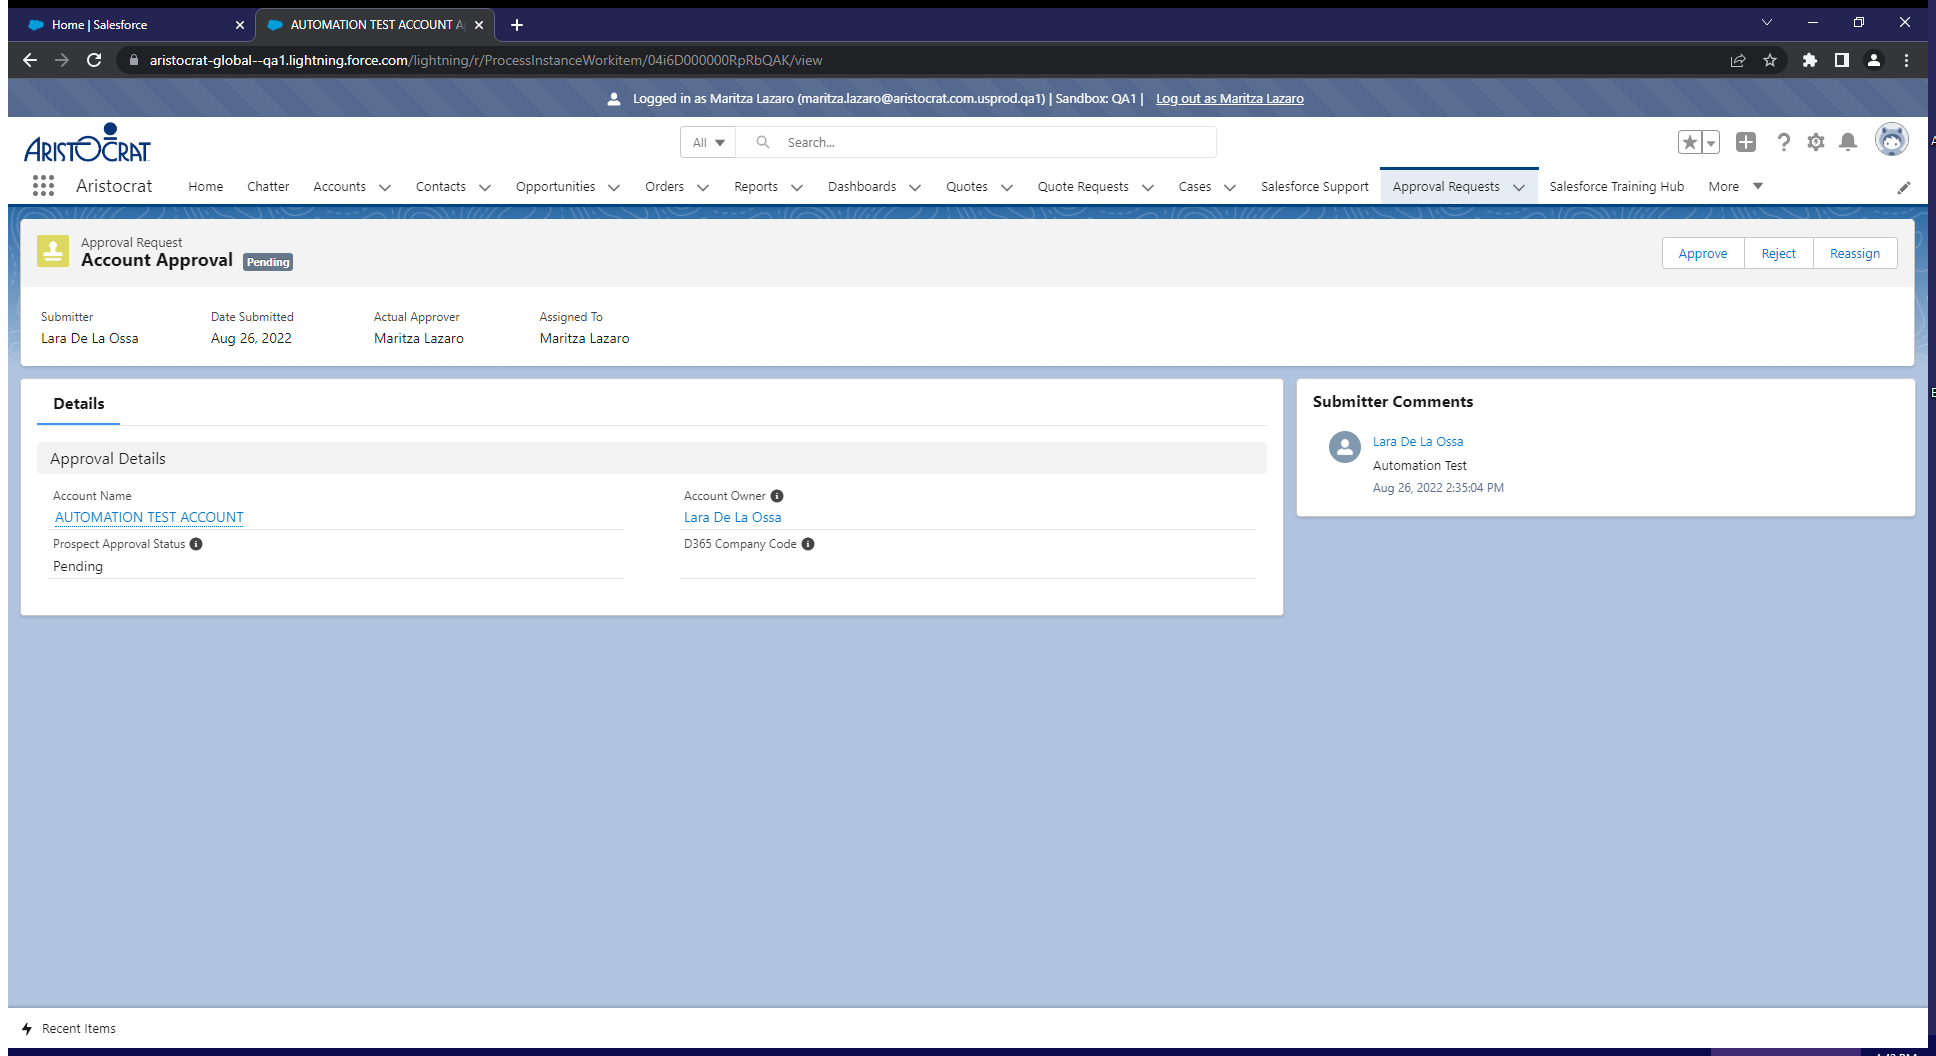 Home | Salesforce
AUTOMATION TEST ACCOUNT A
aristocrat-global--qa1.lightning.force.com/lightning/r/ProcessInstanceWorkitem/04i6D000000RpRbQAK/view
Logged in as Maritza Lazaro (maritza.lazaro@aristocrat.com.usprod.qa1) | Sandbox: QA1 | Log out as Maritza Lazaro
ARISTOCRAT
All
Search...
Aristocrat Home Chatter Accounts Contacts Opportunities Orders Reports Dashboards Quotes Quote Requests Cases Salesforce Support Approval Requests Salesforce Training Hub More
Approval Request
Account Approval Pending
Approve Reject Reassign
Submitter Date Submitted Actual Approver Assigned To
Lara De La Ossa Aug 26, 2022 Maritza Lazaro Maritza Lazaro
Details
Approval Details
Account Name Account Owner
AUTOMATION TEST ACCOUNT Lara De La Ossa
Prospect Approval Status D365 Company Code
Pending
Submitter Comments
Lara De La Ossa
Automation Test
Aug 26, 2022 2:35:04 PM
Recent Items